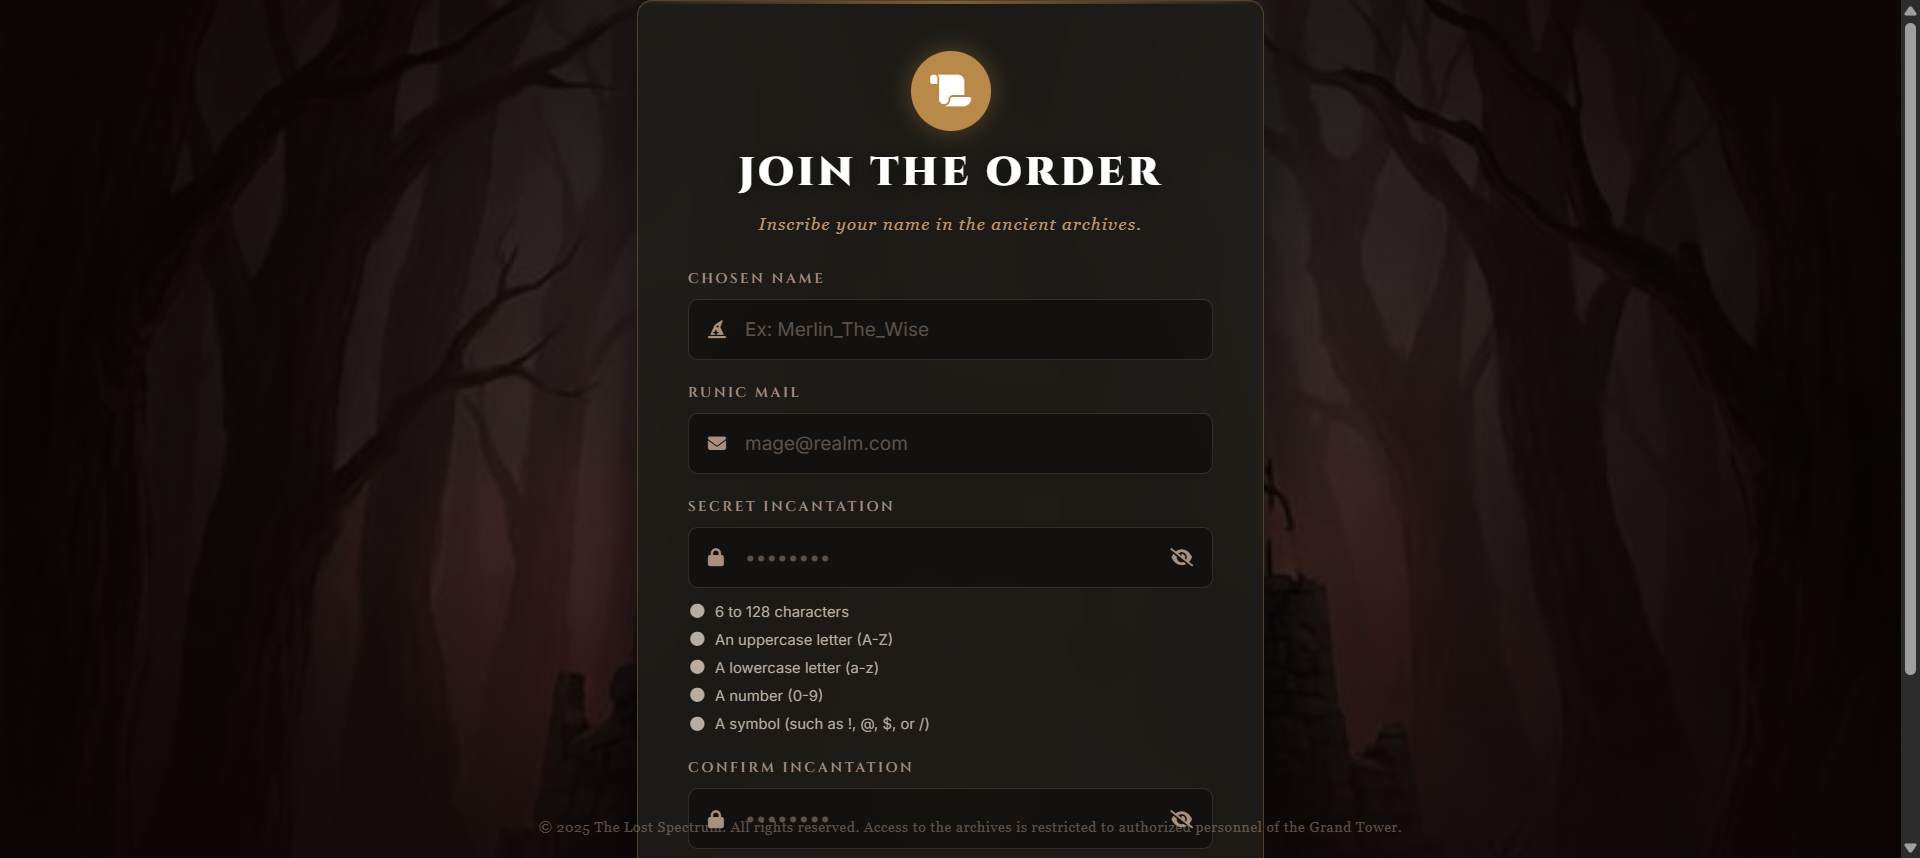 JOIN THE ORDER
Inscribe your name in the ancient archives.
CHOSEN NAME
Ex: Merlin_The_Wise
RUNIC MAIL
mage@realm.com
SECRET INCANTATION
••••••••
6 to 128 characters
An uppercase letter (A-Z)
A lowercase letter (a-z)
A number (0-9)
A symbol (such as !, @, $, or /)
CONFIRM INCANTATION
••••••••
© 2025 The Lost Spectrum. All rights reserved. Access to the archives is restricted to authorized personnel of the Grand Tower.